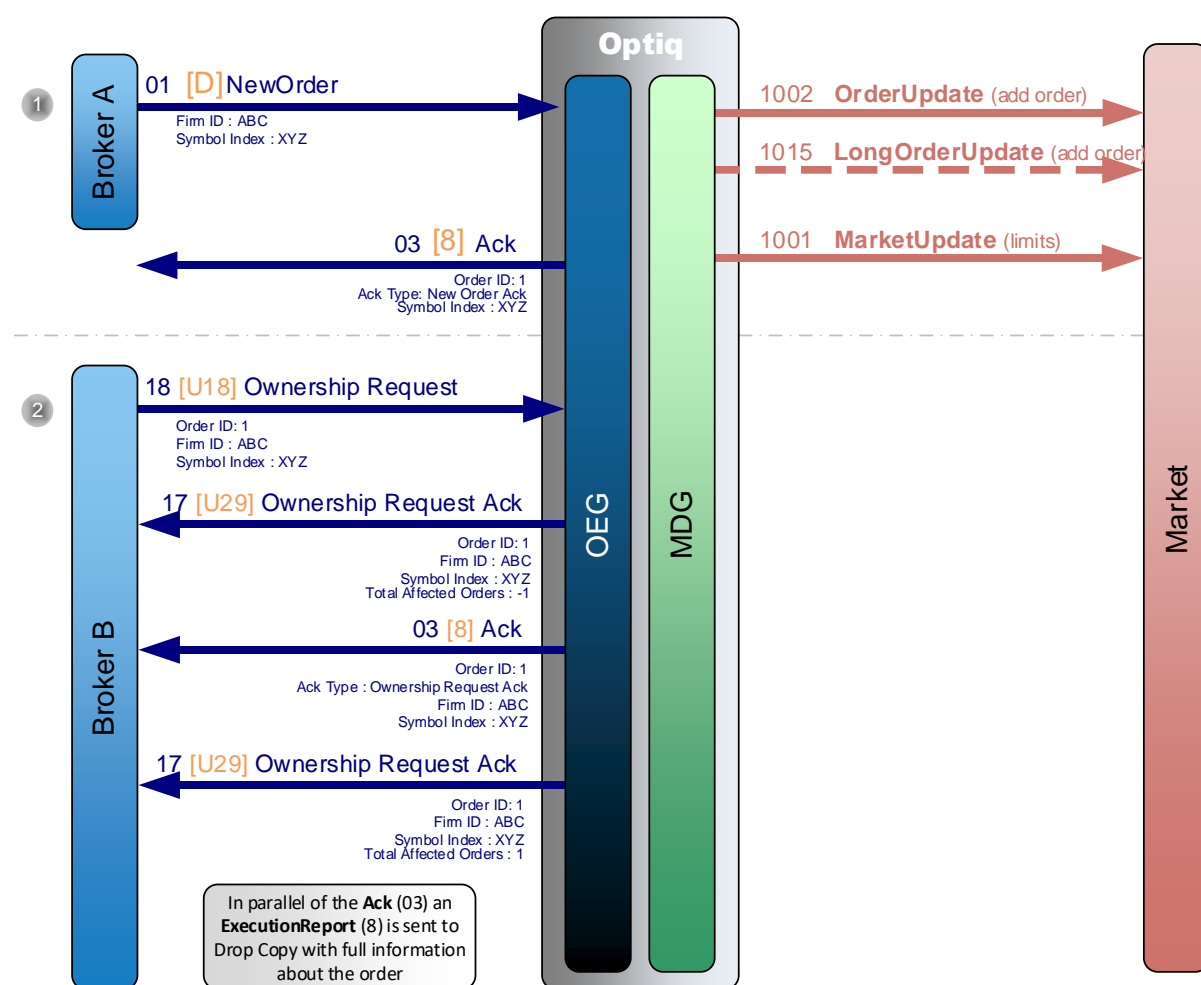 Optiq
1
Broker A
01 [D]NewOrder
Firm ID : ABC
Symbol Index : XYZ
1002 OrderUpdate (add order)
1015 LongOrderUpdate (add order)
03 [8] Ack
Order ID: 1
Ack Type: New Order Ack
Symbol Index : XYZ
1001 MarketUpdate (limits)
2
Broker B
18 [U18] Ownership Request
Order ID: 1
Firm ID : ABC
Symbol Index : XYZ
17 [U29] Ownership Request Ack
Order ID: 1
Firm ID : ABC
Symbol Index : XYZ
Total Affected Orders : -1
03 [8] Ack
Order ID: 1
Ack Type : Ownership Request Ack
Firm ID : ABC
Symbol Index : XYZ
17 [U29] Ownership Request Ack
Order ID: 1
Firm ID : ABC
Symbol Index : XYZ
Total Affected Orders : 1
In parallel of the Ack (03) an
ExecutionReport (8) is sent to
Drop Copy with full information
about the order
OEG
MDG
Market